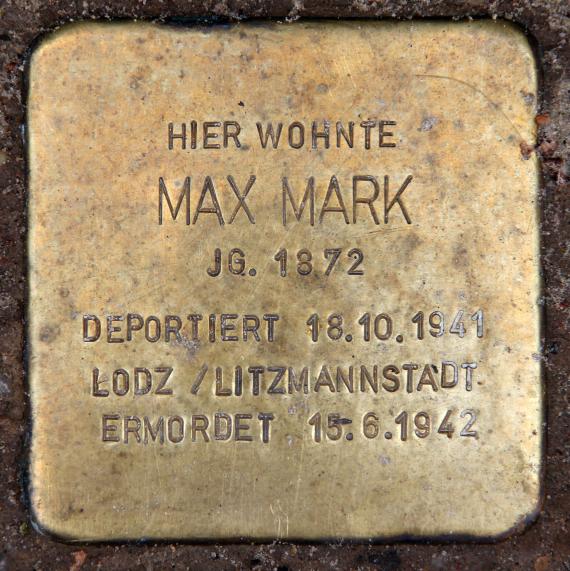 HIER WOHNTE
MAX MARK
JG. 1872
DEPORTIERT 18.10.1941
ŁODZ / LITZMANNSTADT
ERMORDET 15.6.1942